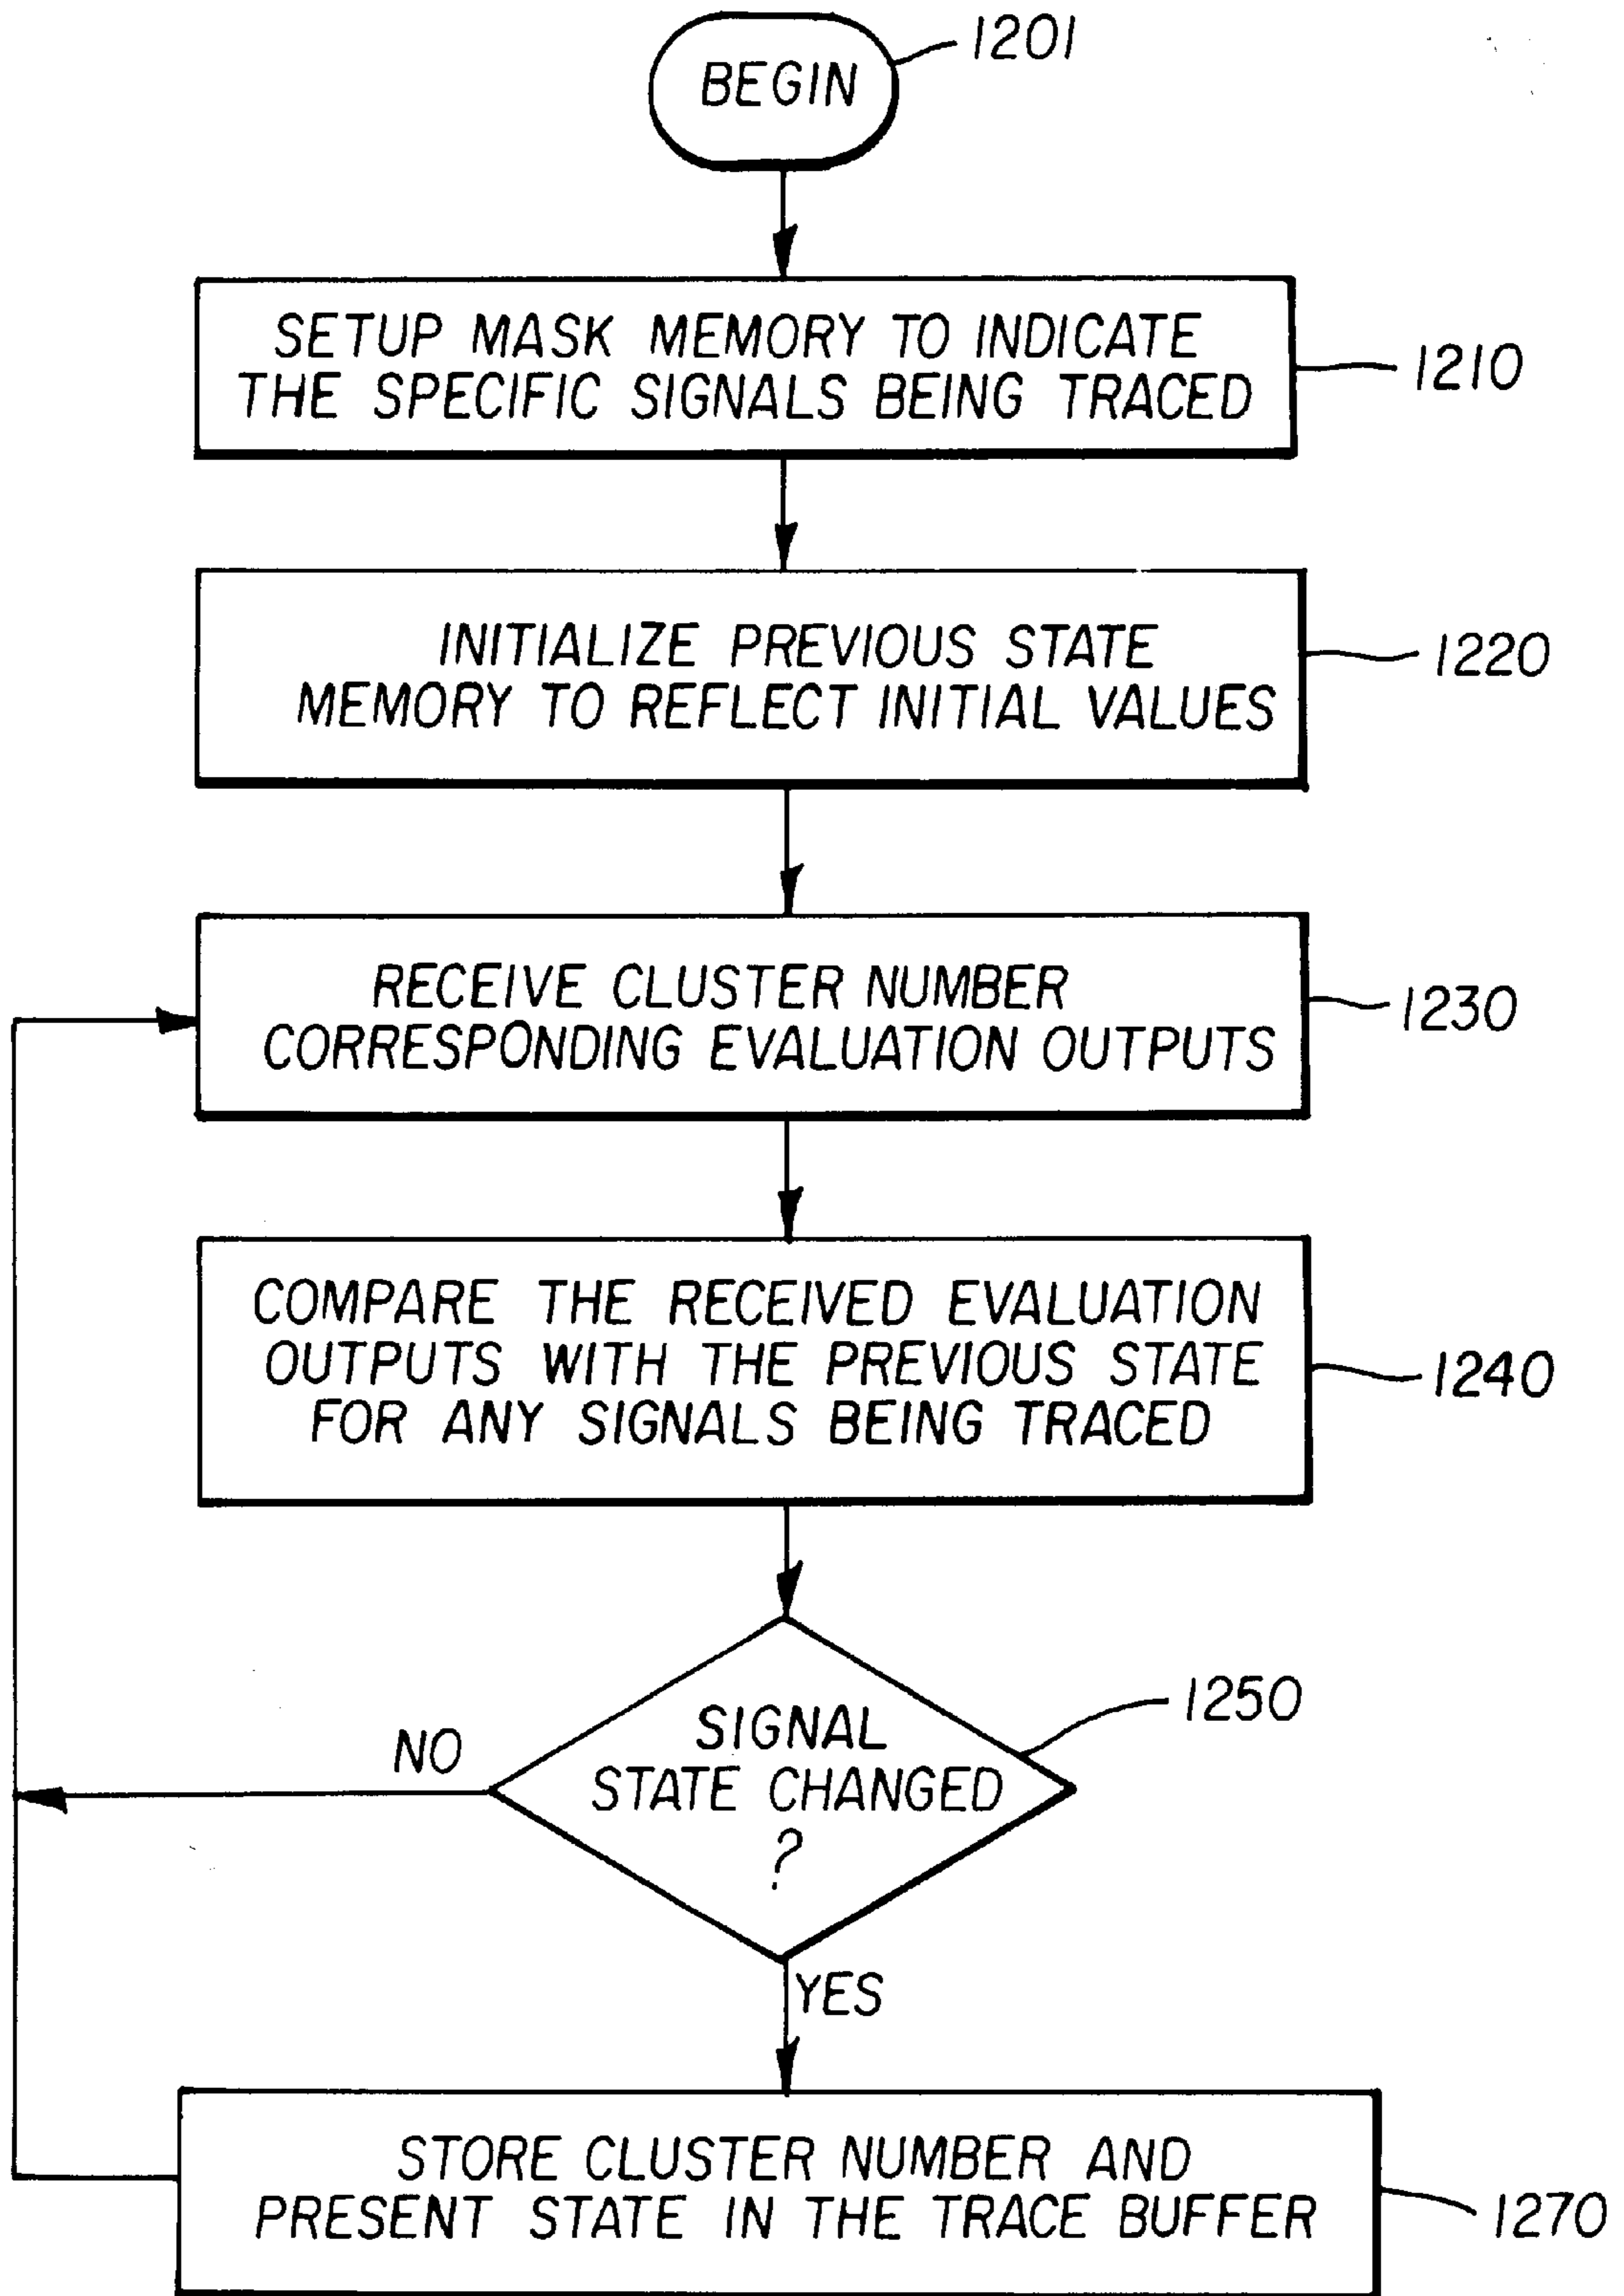 BEGIN
1201
SETUP MASK MEMORY TO INDICATE
THE SPECIFIC SIGNALS BEING TRACED
1210
INITIALIZE PREVIOUS STATE
MEMORY TO REFLECT INITIAL VALUES
1220
RECEIVE CLUSTER NUMBER
CORRESPONDING EVALUATION OUTPUTS
1230
COMPARE THE RECEIVED EVALUATION
OUTPUTS WITH THE PREVIOUS STATE
FOR ANY SIGNALS BEING TRACED
1240
SIGNAL
STATE CHANGED
?
1250
NO
YES
STORE CLUSTER NUMBER AND
PRESENT STATE IN THE TRACE BUFFER
1270